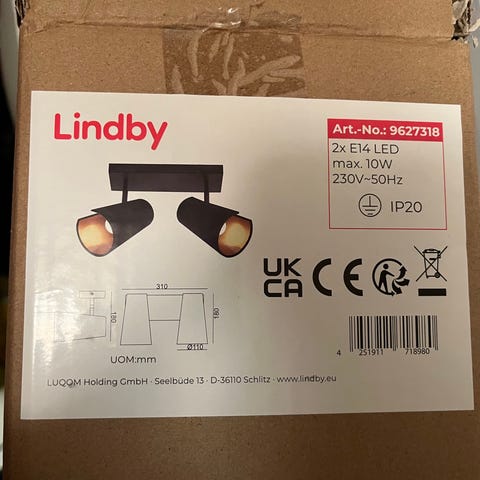 Lindby
Art.-No.: 9627318
2x E14 LED
max. 10W
230V~50Hz
IP20
UK
CA
CE
310
180
180
Ø110
UOM:mm
4 251911 718980
LUQOM Holding GmbH · Seelbüde 13 · D-36110 Schlitz · www.lindby.eu